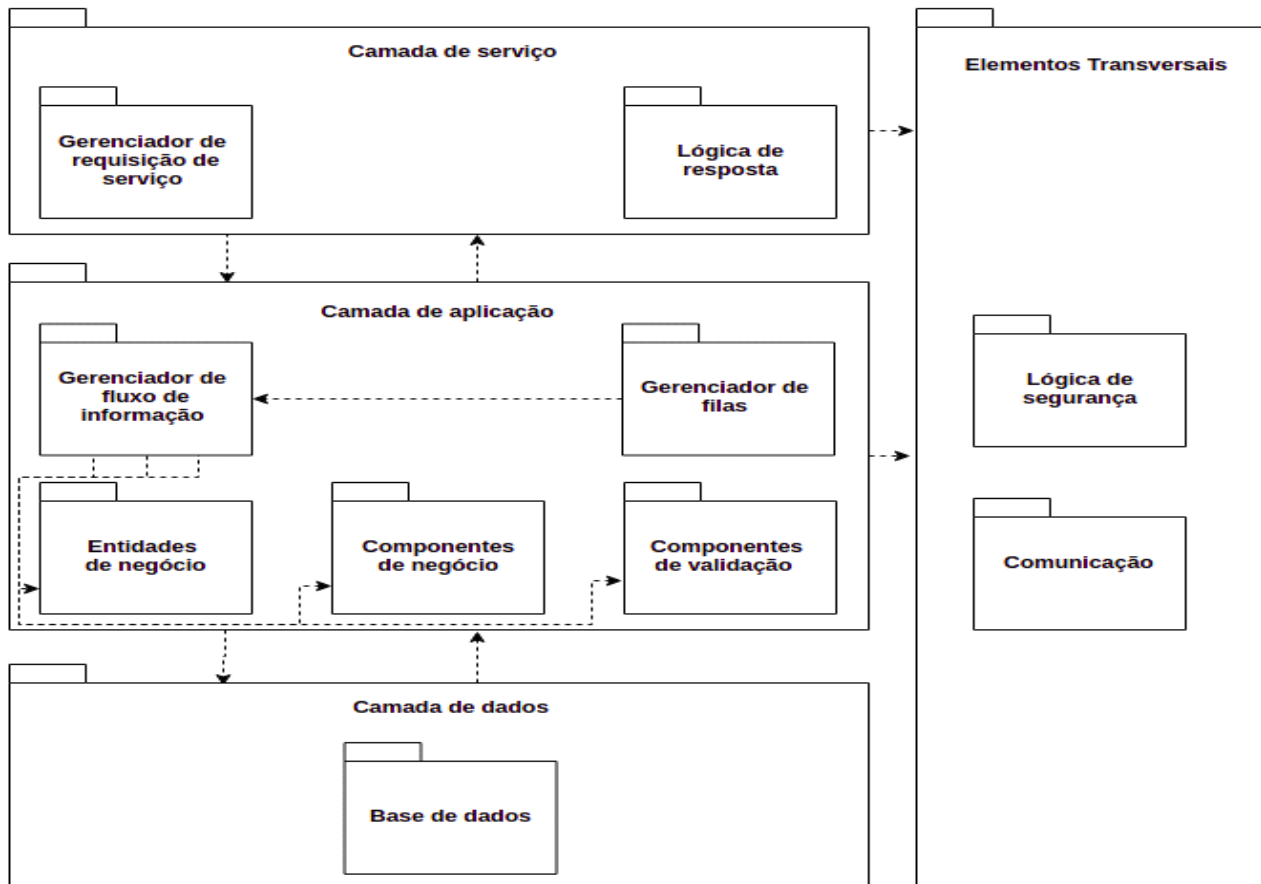 Camada de serviço
Gerenciador de
requisição de
serviço
Lógica de
resposta
Elementos Transversais
Camada de aplicação
Gerenciador de
fluxo de
informação
Gerenciador de
filas
Entidades
de negócio
Componentes
de negócio
Componentes
de validação
Lógica de
segurança
Comunicação
Camada de dados
Base de dados